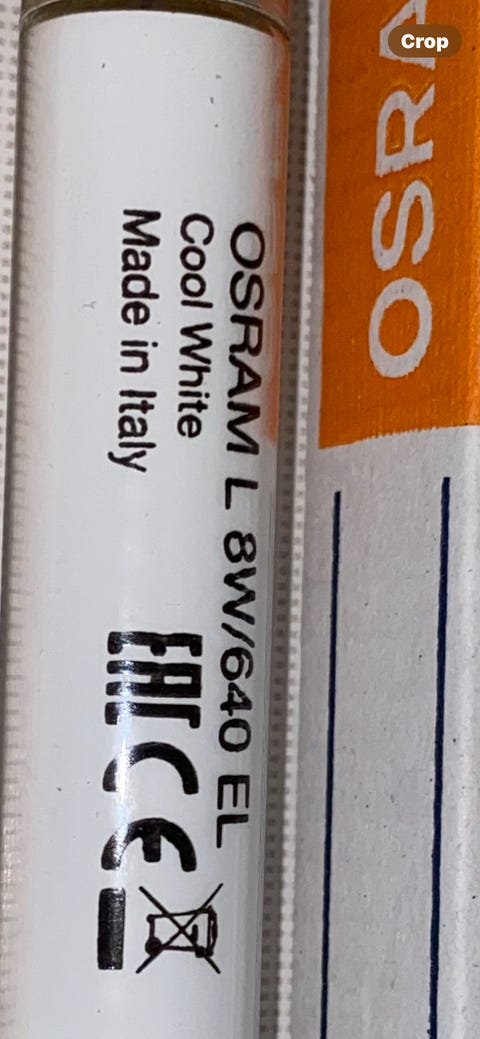 OSRAM L 8W/640 EL
Cool White
Made in Italy
EAC CE
OSRA
Crop